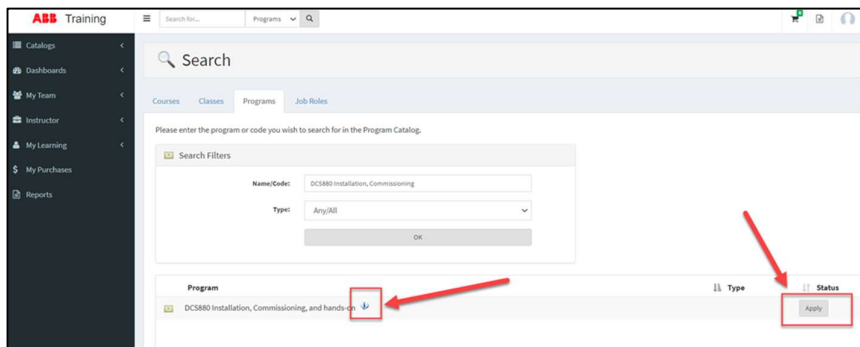 ABB Training
Search for... Programs
0
Catalogs
Dashboards
My Team
Instructor
My Learning
$ My Purchases
Reports
Search
Courses Classes Programs Job Roles
Please enter the program or code you wish to search for in the Program Catalog.
Search Filters
Name/Code: DCS880 Installation, Commissioning
Type: Any/All
OK
Program Type Status
DCS880 Installation, Commissioning, and hands-on Apply